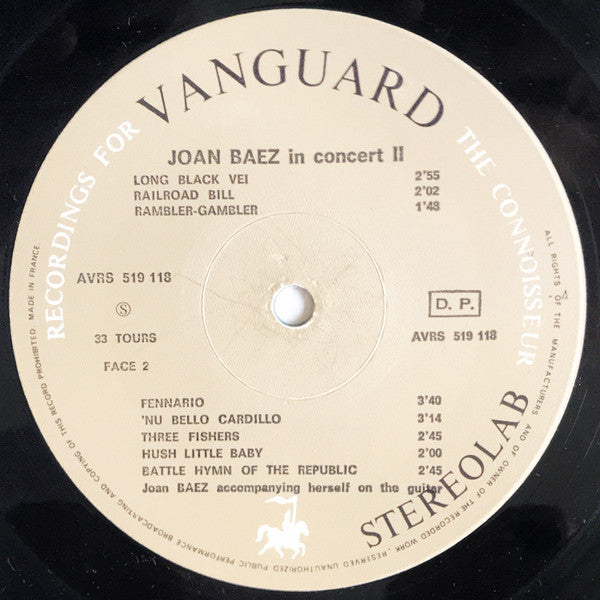 VANGUARD
RECORDINGS FOR THE CONNOISSEUR
JOAN BAEZ in concert II
LONG BLACK VEI 2'55
RAILROAD BILL 2'02
RAMBLER-GAMBLER 1'48
AVRS 519 118
S
D. P.
33 TOURS
AVRS 519 118
FACE 2
FENNARIO 3'40
'NU BELLO CARDILLO 3'14
THREE FISHERS 2'45
HUSH LITTLE BABY 2'00
BATTLE HYMN OF THE REPUBLIC 2'45
Joan BAEZ accompanying herself on the guitar
STEREOLAB
ALL RIGHTS OF THE MANUFACTURERS AND OF OWNER OF THE RECORDED WORK, RESERVED UNAUTHORIZED PUBLIC PERFORMANCE BROADCASTING AND COPYING OF THIS RECORD PROHIBITED MADE IN FRANCE